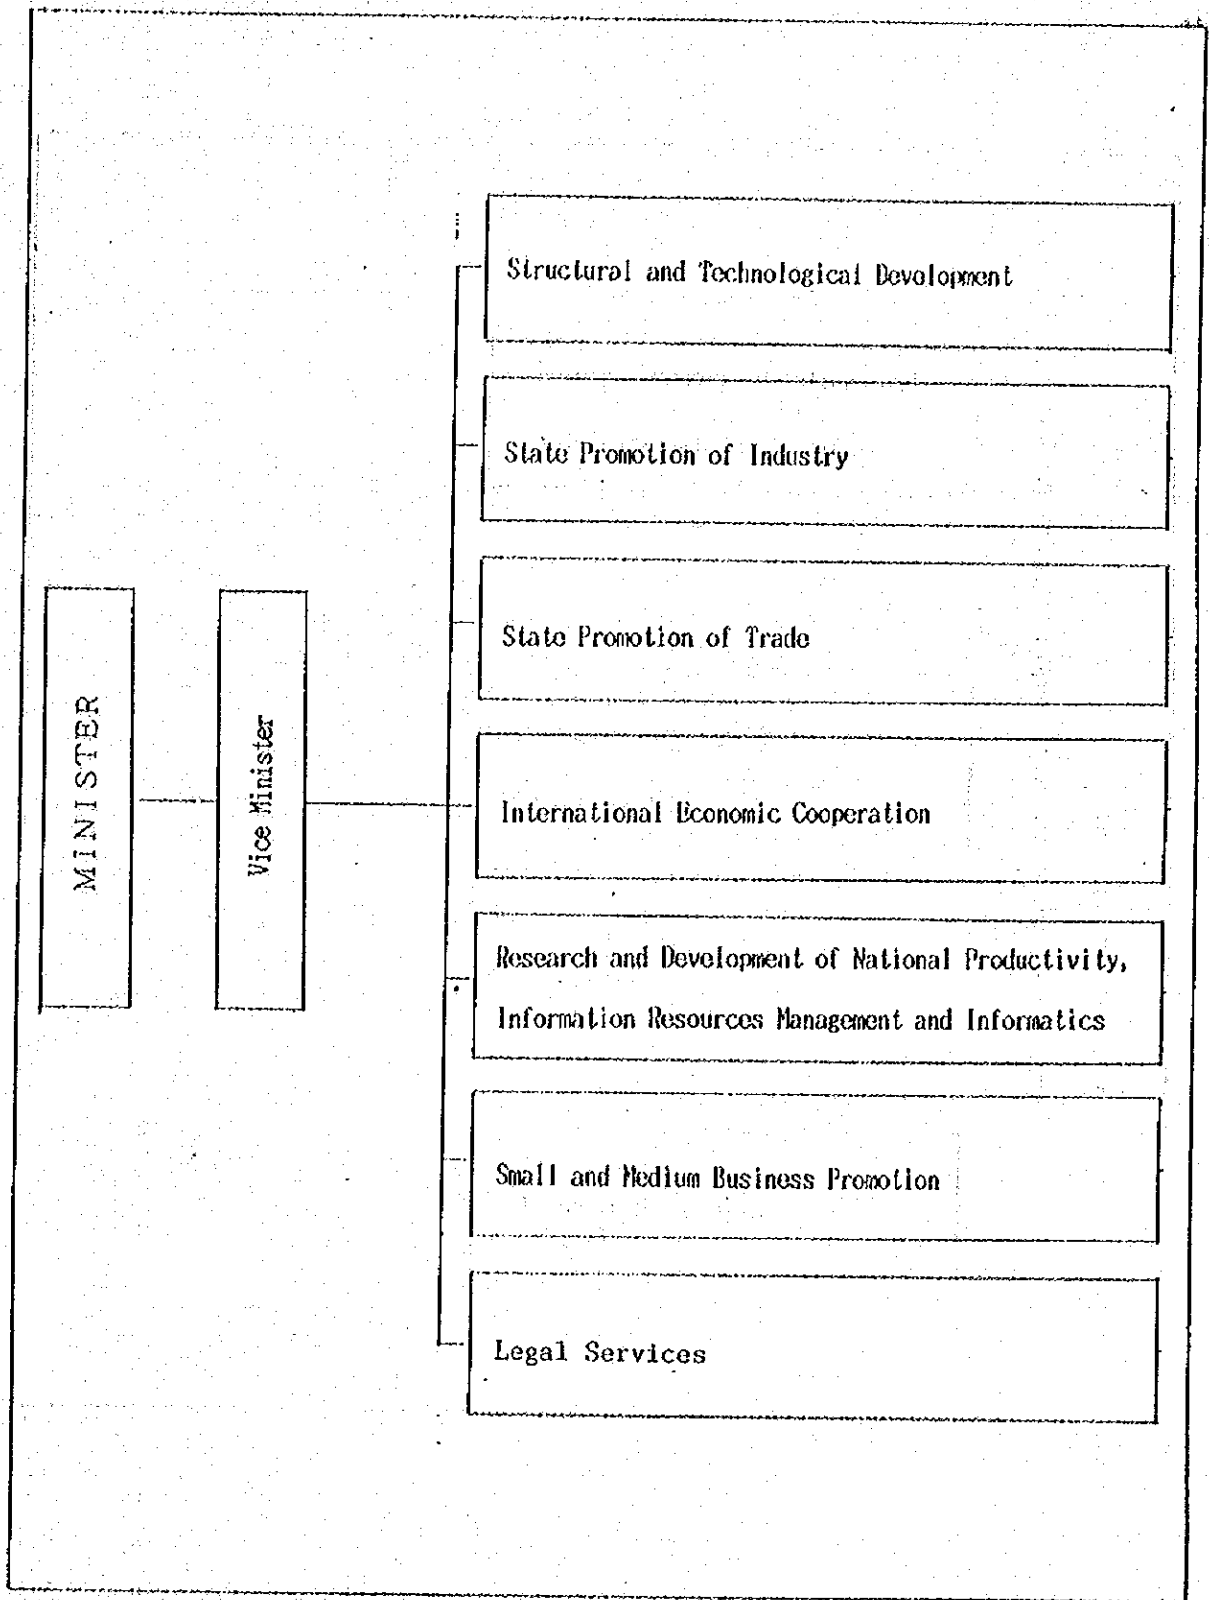 MINISTER
Vice Minister
Structural and Technological Development
State Promotion of Industry
State Promotion of Trade
International Economic Cooperation
Research and Development of National Productivity,
Information Resources Management and Informatics
Small and Medium Business Promotion
Legal Services